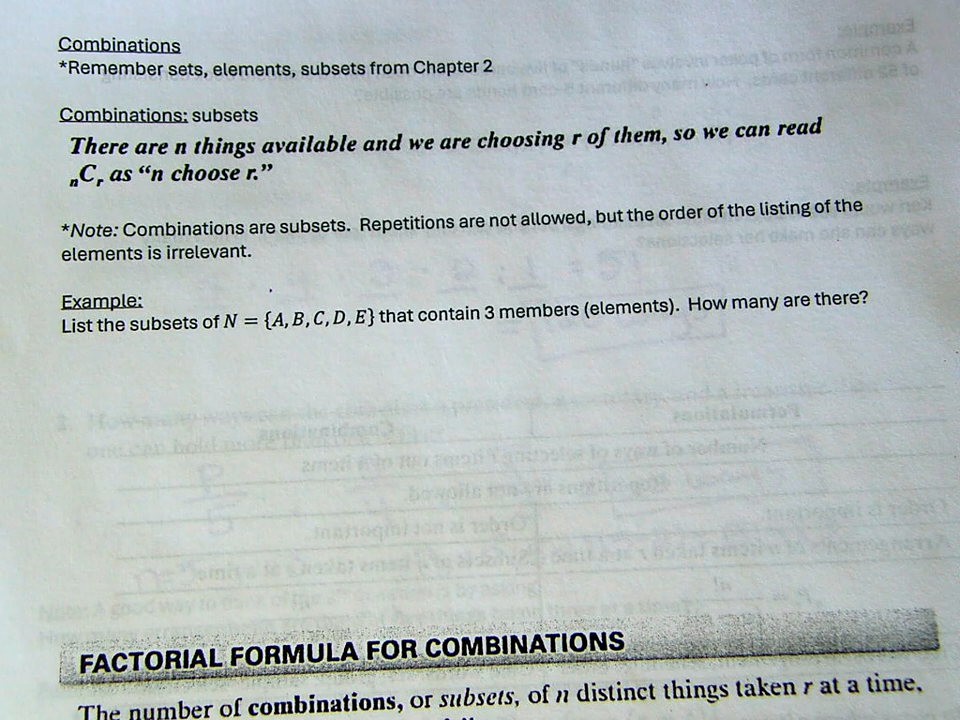 Combinations
*Remember sets, elements, subsets from Chapter 2
Combinations: subsets
There are n things available and we are choosing r of them, so we can read
nCr as “n choose r.”
*Note: Combinations are subsets. Repetitions are not allowed, but the order of the listing of the
elements is irrelevant.
Example:
List the subsets of N = {A, B, C, D, E} that contain 3 members (elements). How many are there?
FACTORIAL FORMULA FOR COMBINATIONS
The number of combinations, or subsets, of n distinct things taken r at a time,